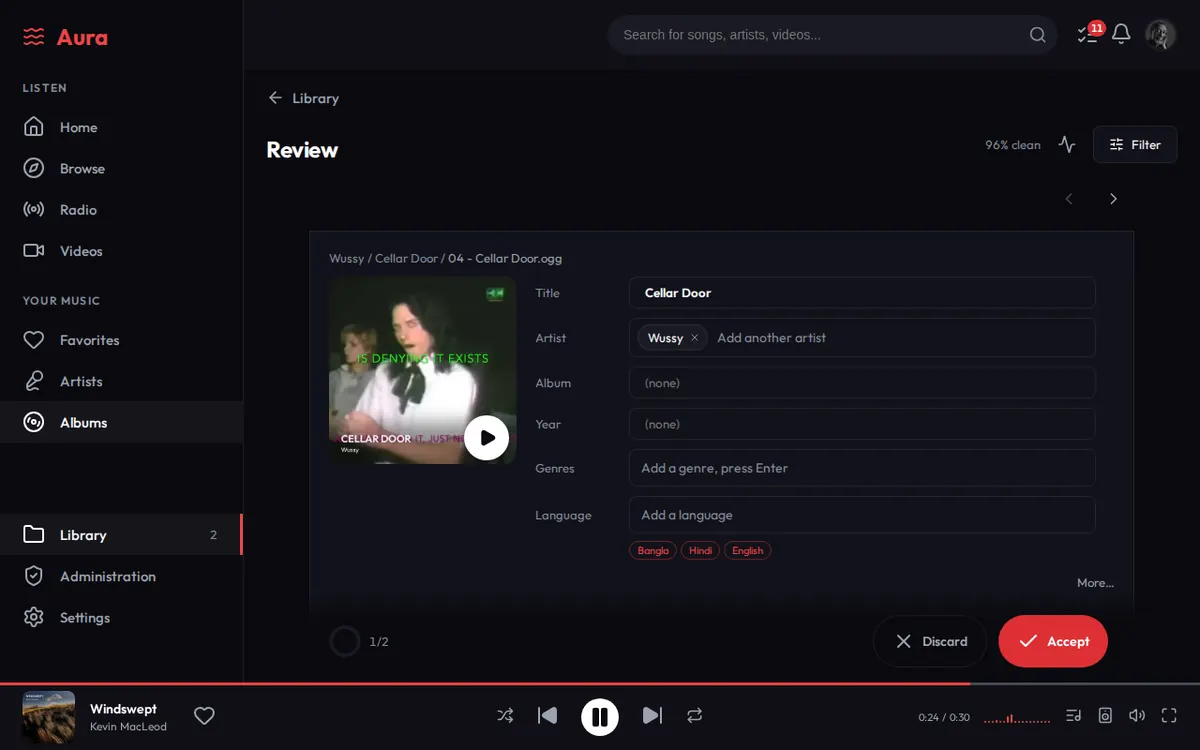 Aura
Search for songs, artists, videos...
11
LISTEN
Home
Browse
Radio
Videos
YOUR MUSIC
Favorites
Artists
Albums
Library 2
Administration
Settings
Library
Review
96% clean
Filter
Wussy / Cellar Door / 04 - Cellar Door.ogg
IS DENYING IT EXISTS
CELLAR DOOR
Wussy
Title
Cellar Door
Artist
Wussy
Add another artist
Album
(none)
Year
(none)
Genres
Add a genre, press Enter
Language
Add a language
Bangla
Hindi
English
More...
1/2
Discard
Accept
Windswept
Kevin MacLeod
0:24 / 0:30